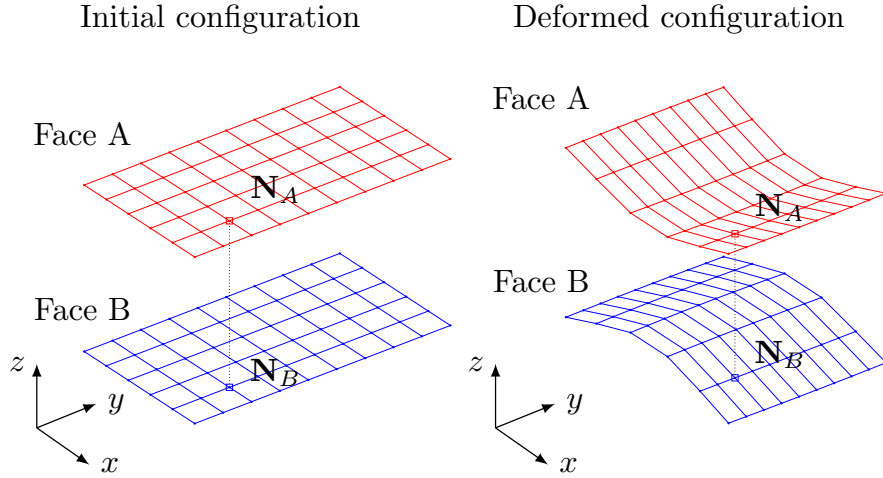 Initial configuration
Deformed configuration
Face A
Face A
N_A
N_A
Face B
Face B
N_B
N_B
z
y
x
z
y
x